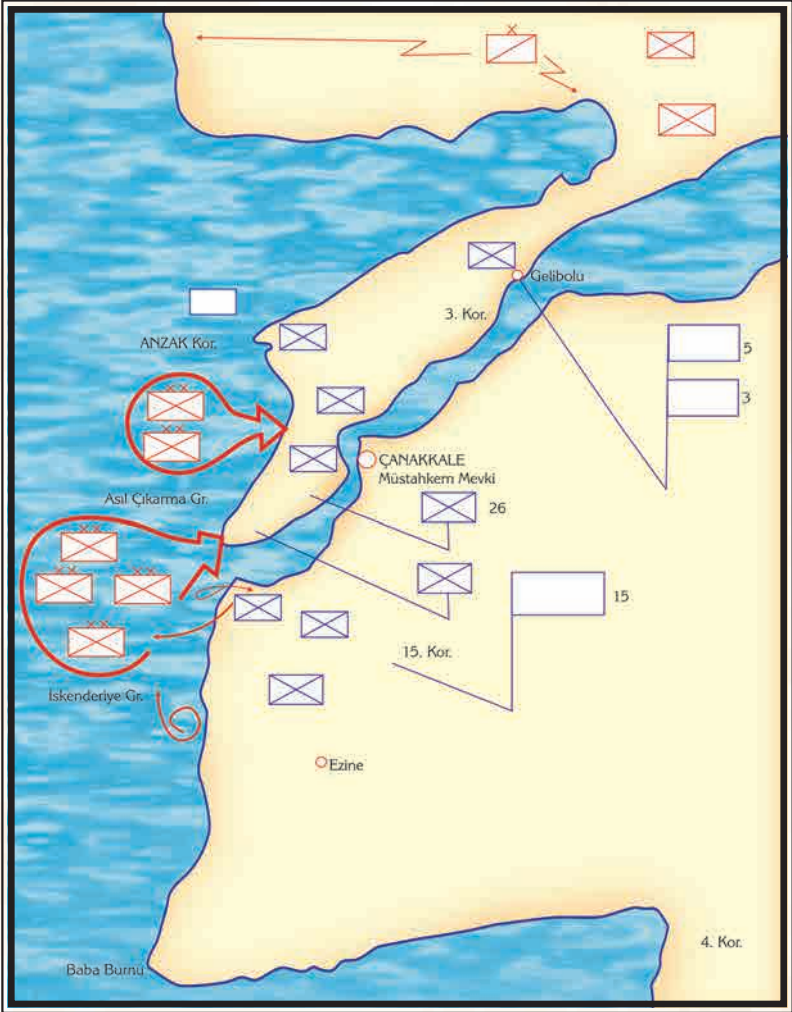 Gelibolu
3. Kor.
ANZAK Kor.
5
3
ÇANAKKALE
Müstahkem Mevki
Asıl Çıkarma Gr.
26
15
15. Kor.
İskenderiye Gr.
Ezine
4. Kor.
Baba Burnu